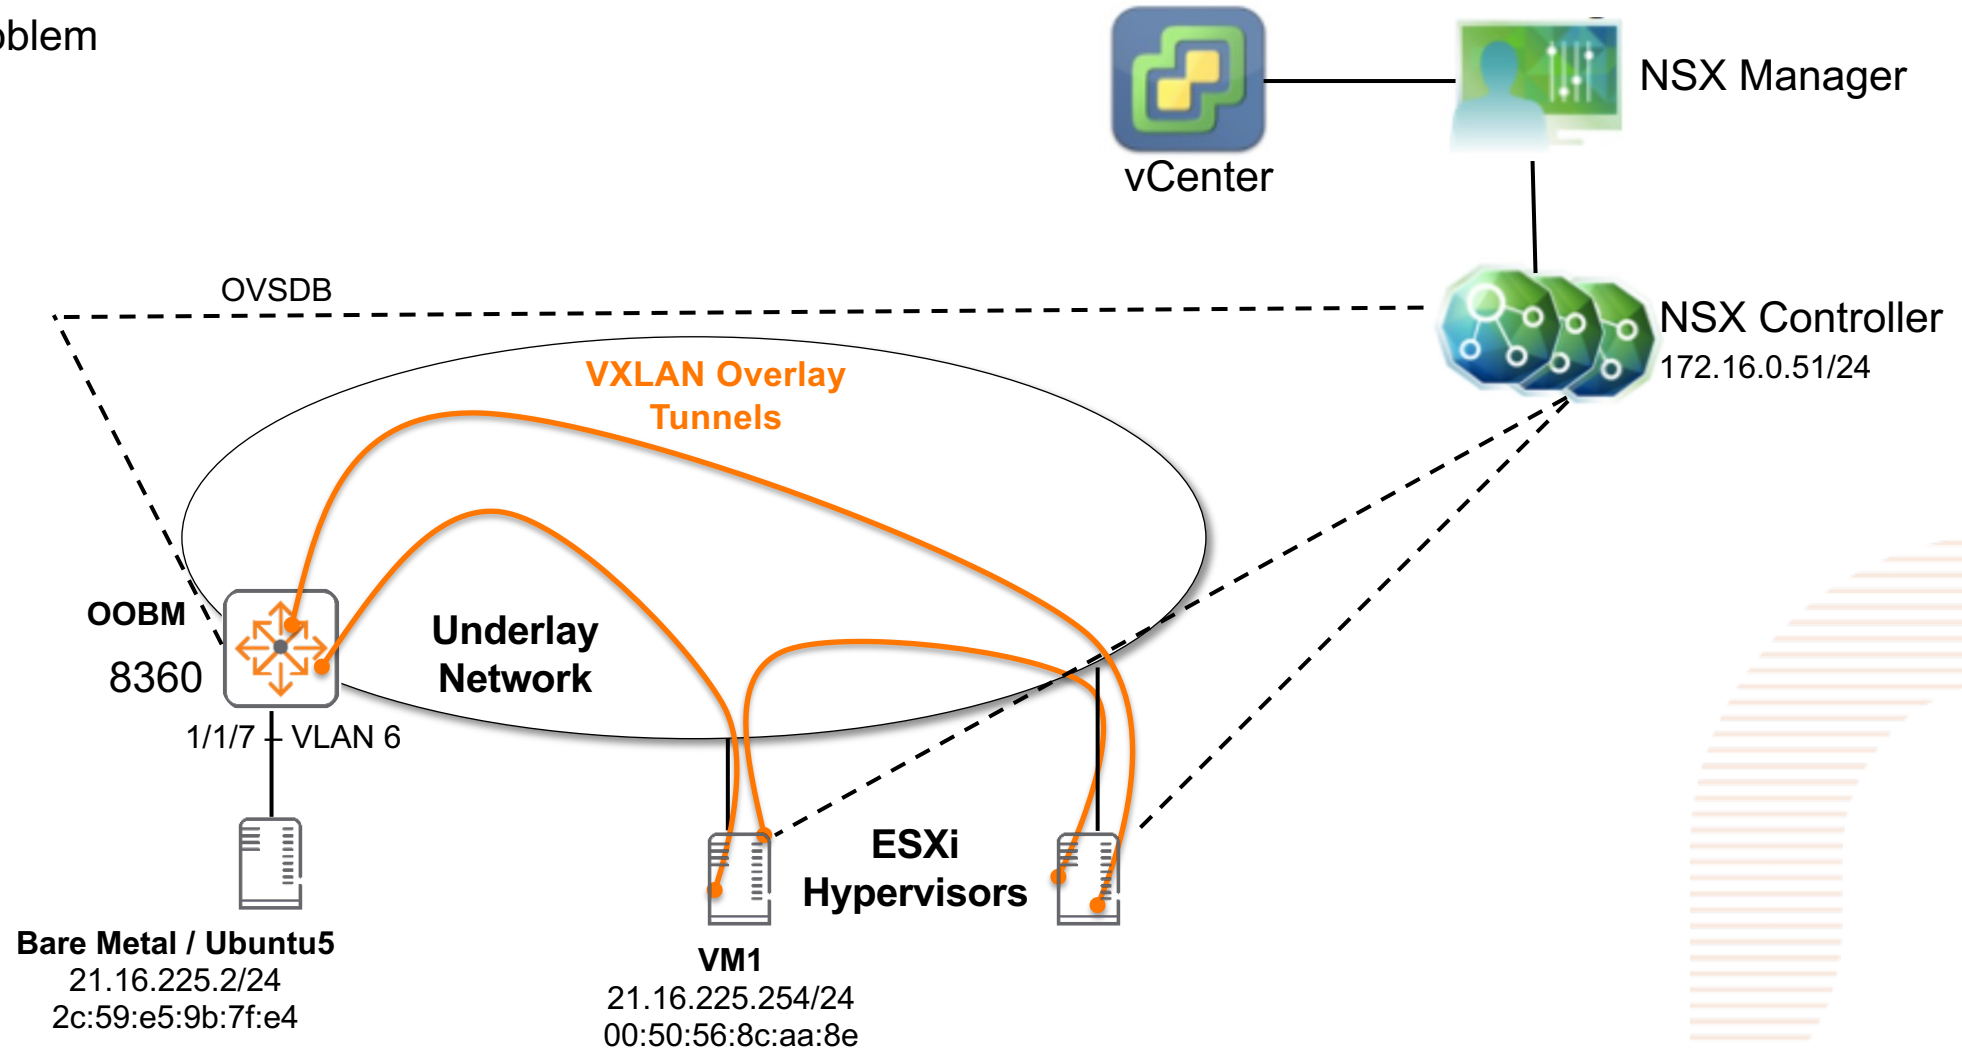 vCenter
NSX Manager
OVSDB
NSX Controller
172.16.0.51/24
VXLAN Overlay
Tunnels
OOBM
8360
Underlay
Network
1/1/7 – VLAN 6
ESXi
Hypervisors
Bare Metal / Ubuntu5
21.16.225.2/24
2c:59:e5:9b:7f:e4
VM1
21.16.225.254/24
00:50:56:8c:aa:8e